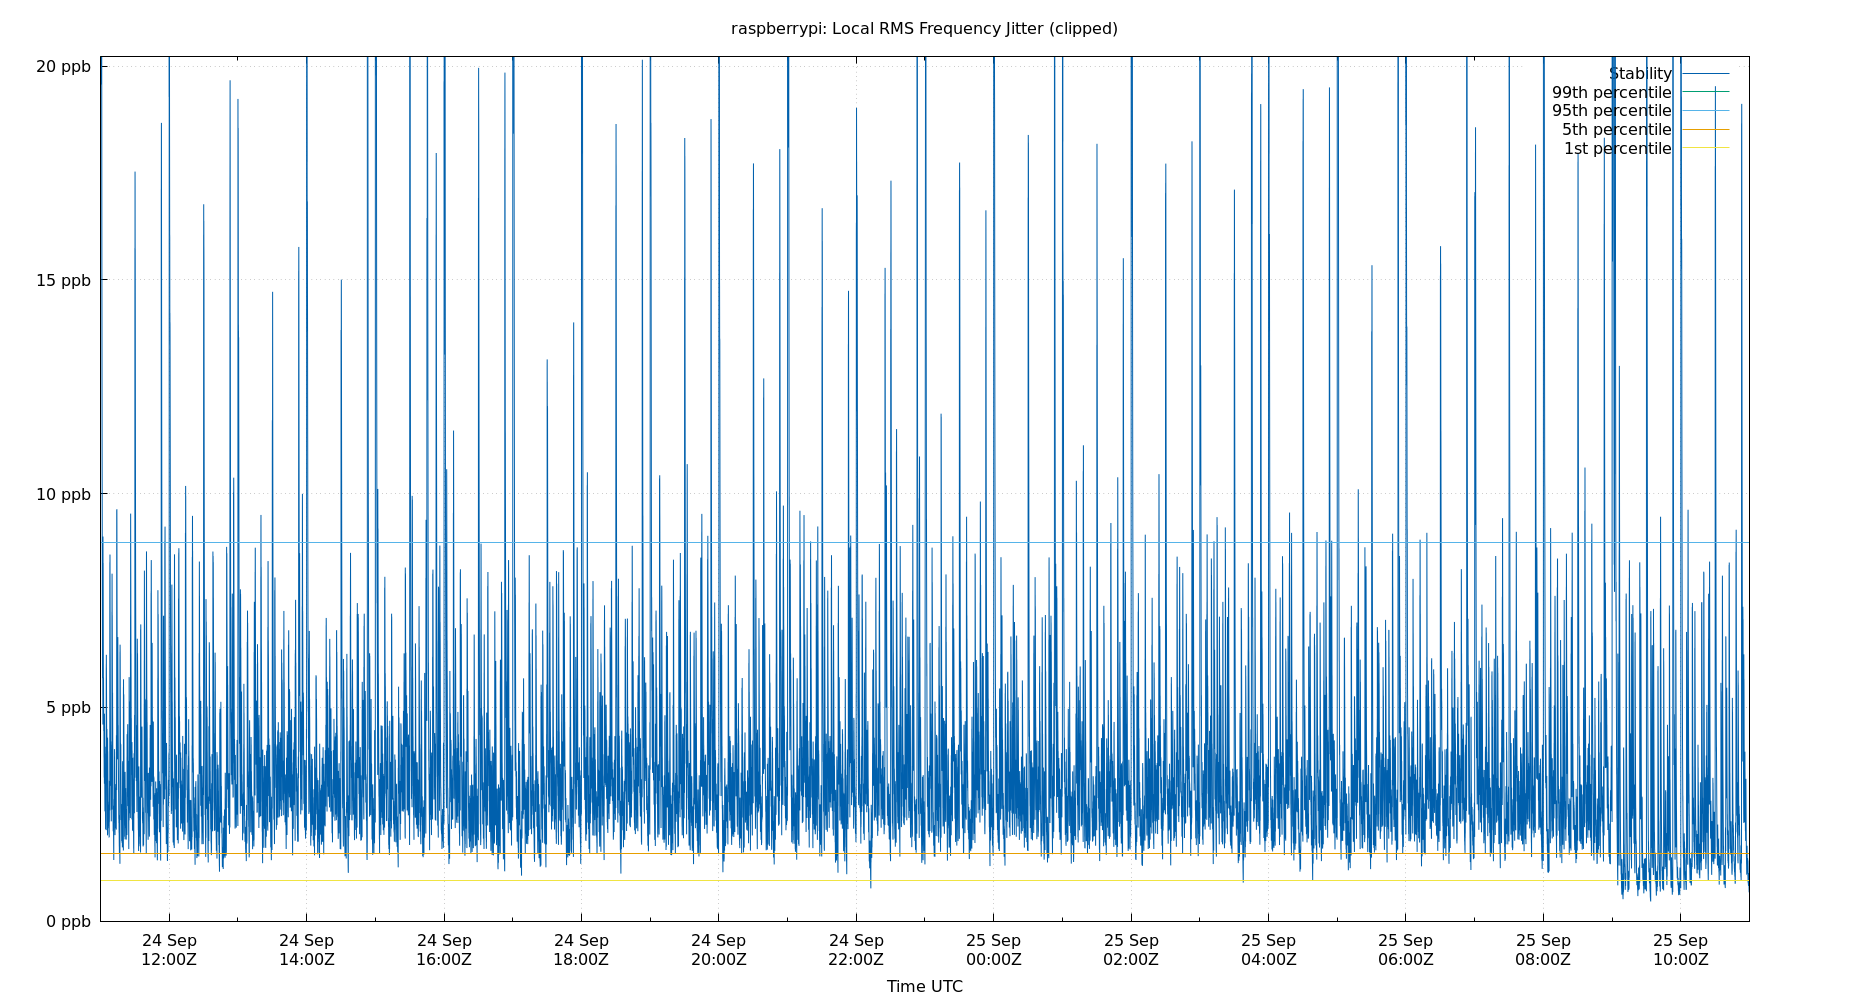 raspberrypi: Local RMS Frequency Jitter (clipped)
20 ppb
15 ppb
10 ppb
5 ppb
0 ppb
Stability
99th percentile
95th percentile
5th percentile
1st percentile
24 Sep 24 Sep 24 Sep 24 Sep 24 Sep 24 Sep 25 Sep 25 Sep 25 Sep 25 Sep 25 Sep 25 Sep
12:00Z 14:00Z 16:00Z 18:00Z 20:00Z 22:00Z 00:00Z 02:00Z 04:00Z 06:00Z 08:00Z 10:00Z
Time UTC